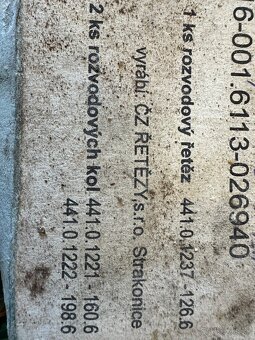 6-001.6113-026940
1 ks rozvodový řetěz 441.0.1237-126.6
vyrábí ČZ ŘETĚZY,s.r.o. Strakonice
2 ks rozvodových kol 441.0 1221 - 160.6
441.0 1222 - 198.6